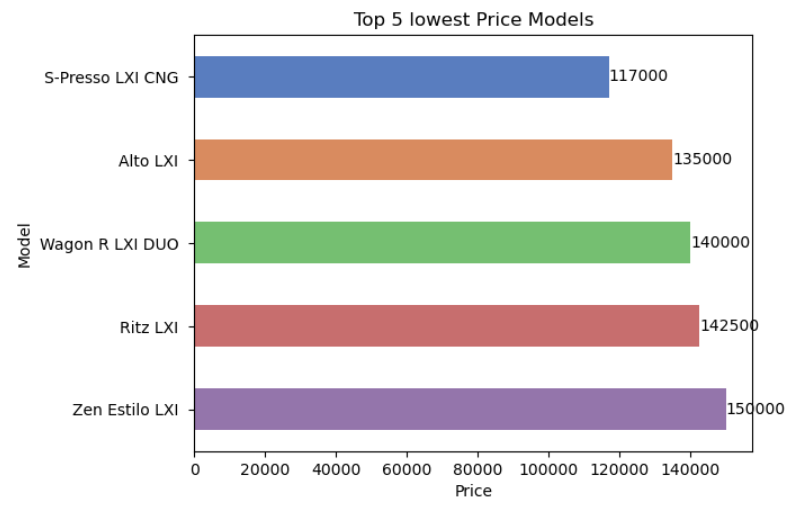 Top 5 lowest Price Models
S-Presso LXI CNG
117000
Alto LXI
135000
Model
Wagon R LXI DUO
140000
Ritz LXI
142500
Zen Estilo LXI
150000
0 20000 40000 60000 80000 100000 120000 140000
Price